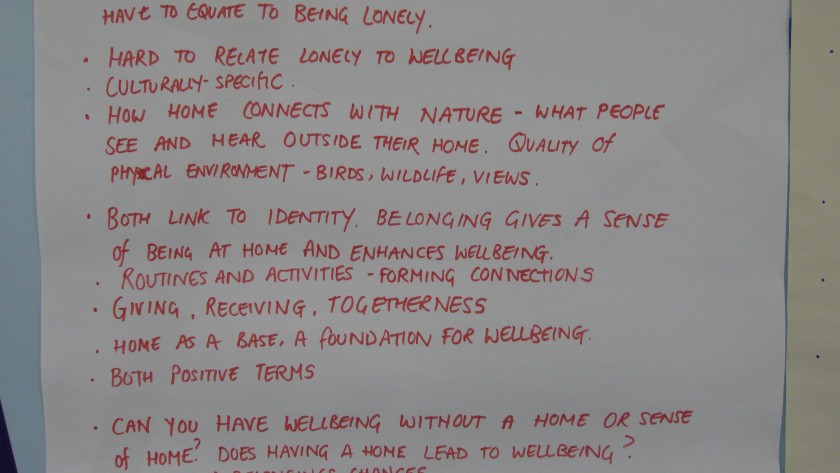 HAVE TO EQUATE TO BEING LONELY.
· HARD TO RELATE LONELY TO WELLBEING
· CULTURALLY-SPECIFIC.
· HOW HOME CONNECTS WITH NATURE - WHAT PEOPLE
SEE AND HEAR OUTSIDE THEIR HOME. QUALITY OF
PHYSICAL ENVIRONMENT - BIRDS, WILDLIFE, VIEWS.
· BOTH LINK TO IDENTITY. BELONGING GIVES A SENSE
OF BEING AT HOME AND ENHANCES WELLBEING.
· ROUTINES AND ACTIVITIES - FORMING CONNECTIONS
· GIVING, RECEIVING, TOGETHERNESS
· HOME AS A BASE, A FOUNDATION FOR WELLBEING.
· BOTH POSITIVE TERMS
· CAN YOU HAVE WELLBEING WITHOUT A HOME OR SENSE
OF HOME? DOES HAVING A HOME LEAD TO WELLBEING?